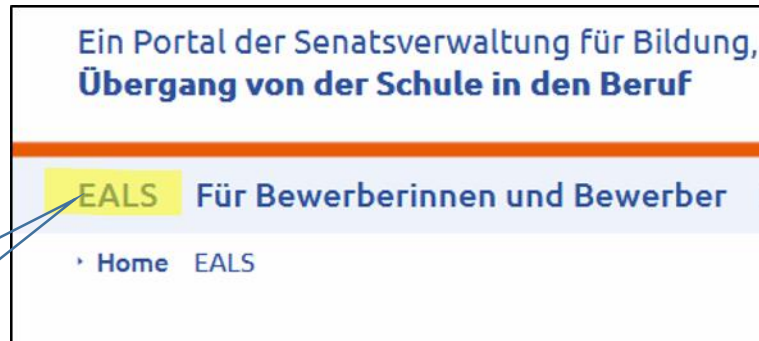 Ein Portal der Senatsverwaltung für Bildung,
Übergang von der Schule in den Beruf
EALS Für Bewerberinnen und Bewerber
Home EALS